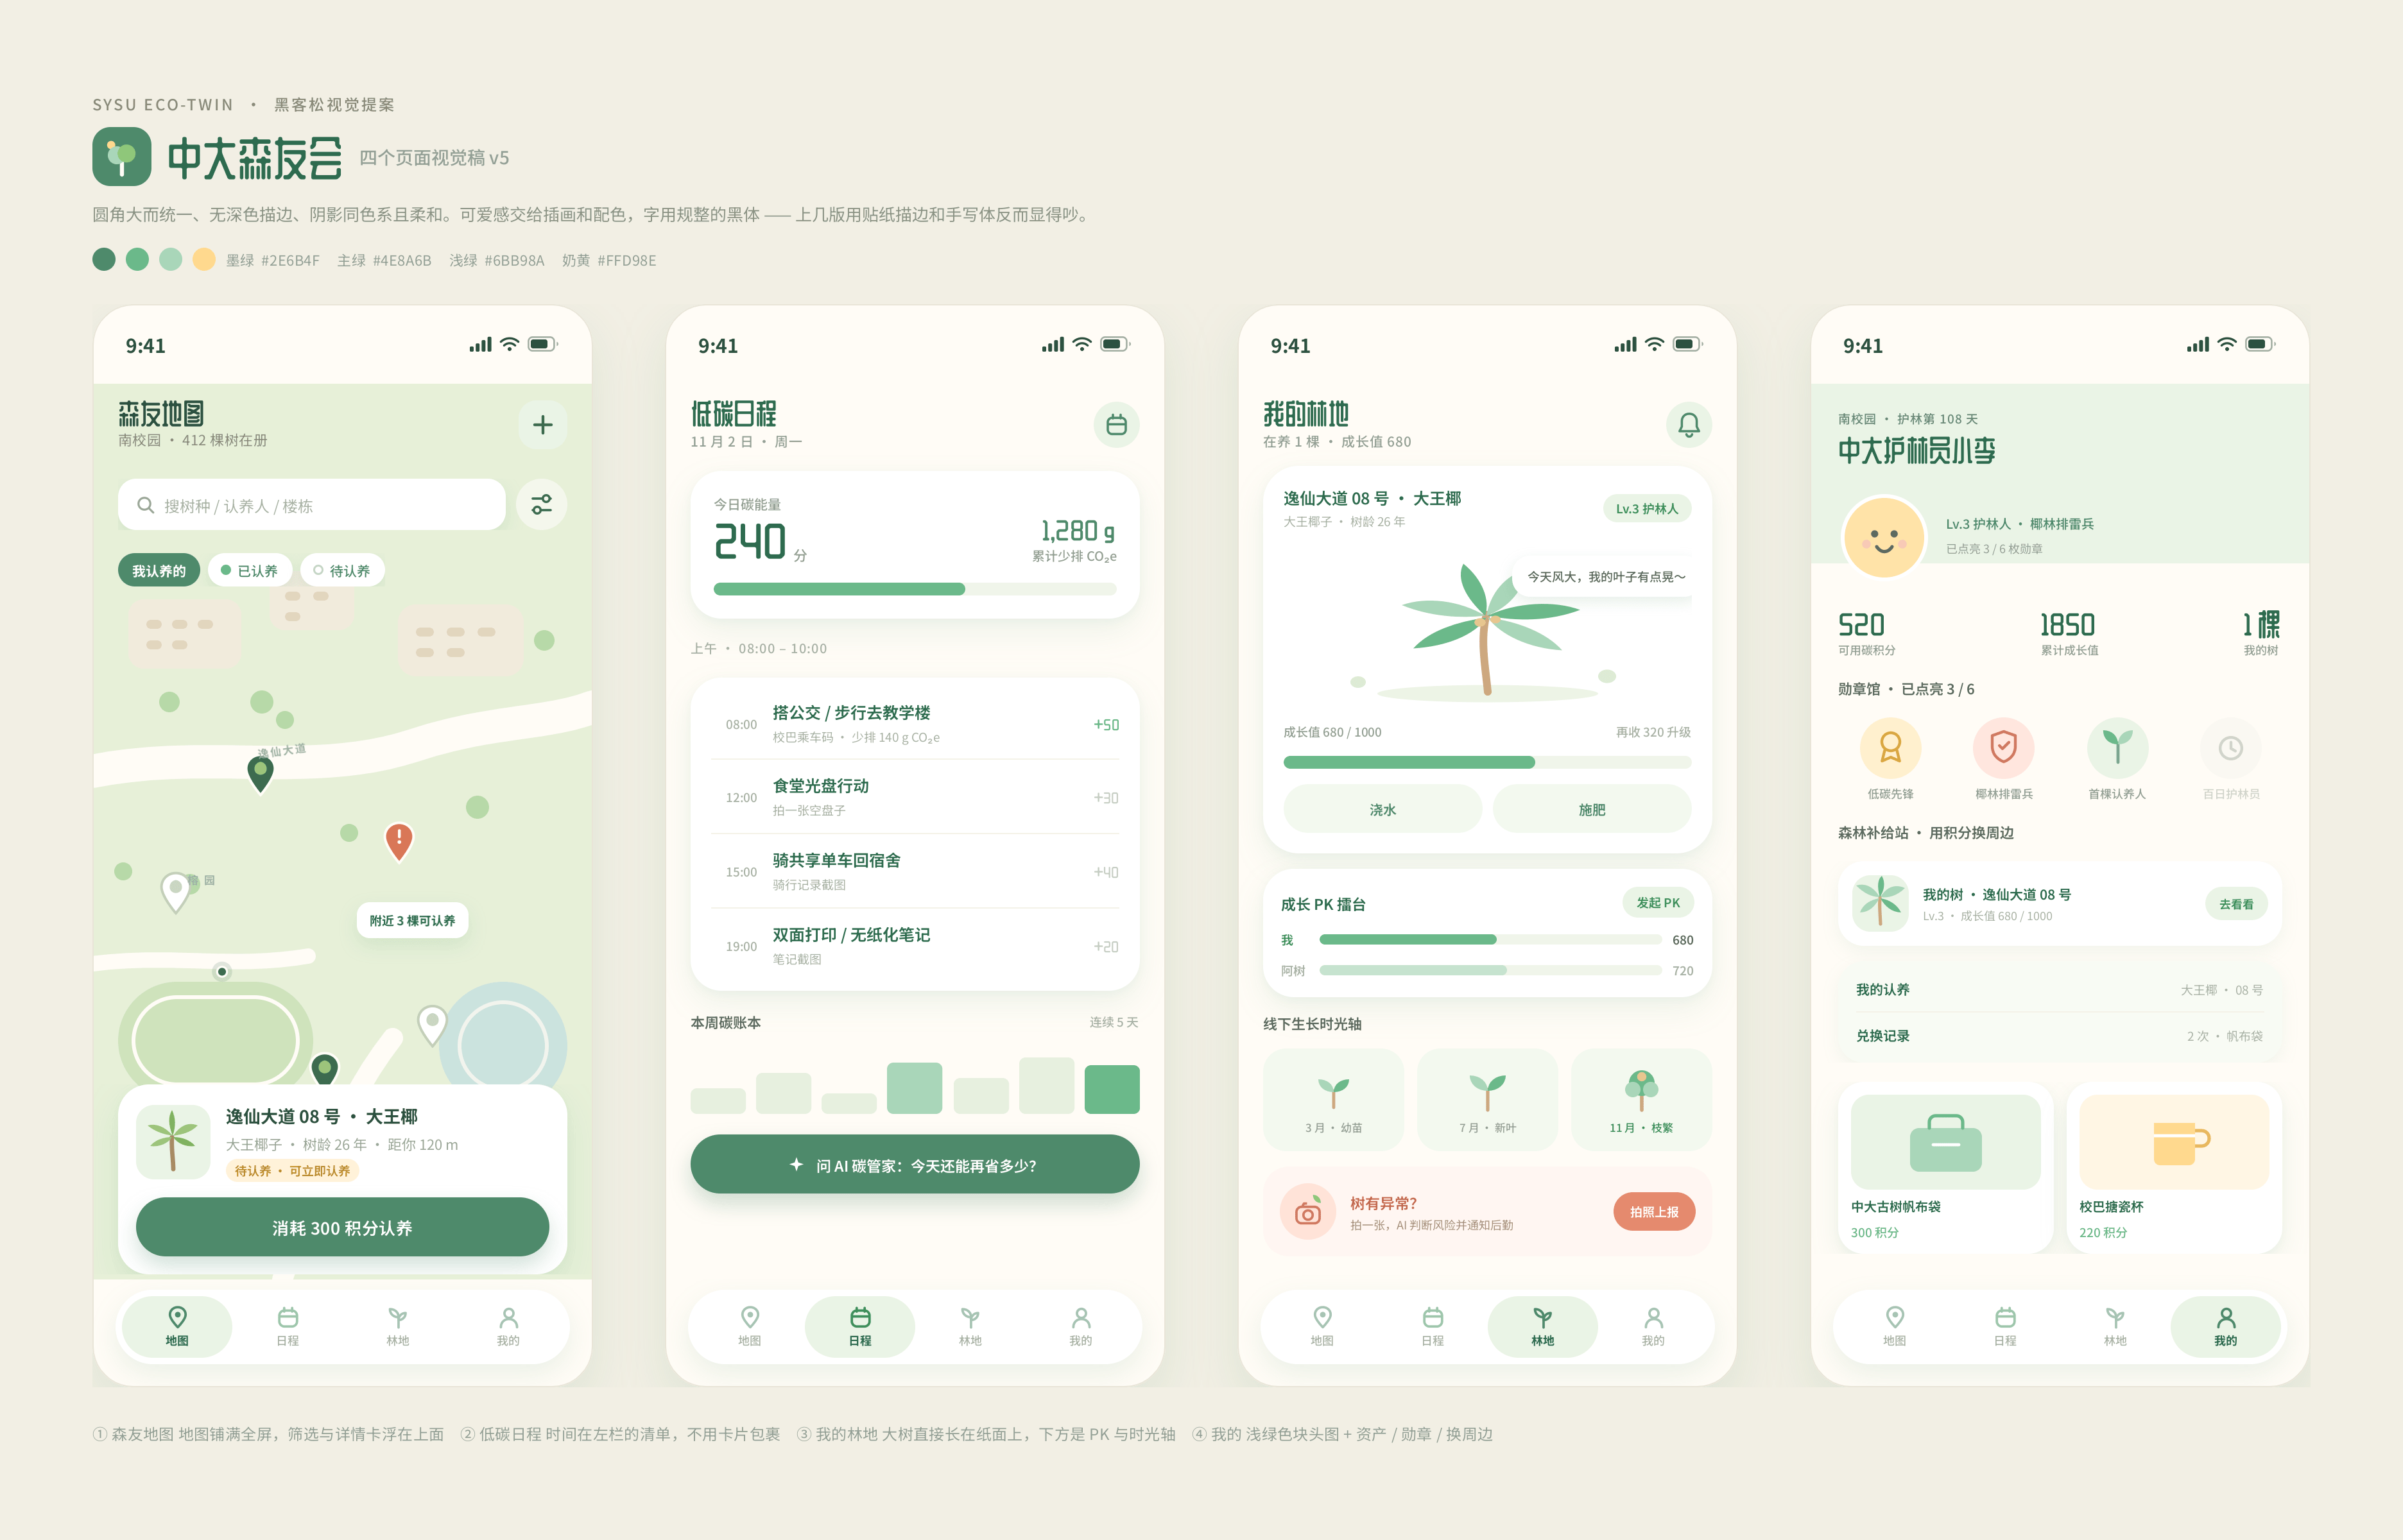 SYSU ECO-TWIN · 黑客松视觉提案
中大森友会 四个页面视觉稿 v5
圆角大而统一、无深色描边、阴影同色系且柔和。可爱感交给插画和配色，字用规整的黑体 —— 上几版用贴纸描边和手写体反而显得吵。
墨绿 #2E6B4F 主绿 #4E8A6B 浅绿 #6BB98A 奶黄 #FFD98E
9:41
森友地图
南校园 · 412 棵树在册
搜树种 / 认养人 / 楼栋
我认养的 已认养 待认养
逸仙大道
园
附近 3 棵可认养
逸仙大道 08 号 · 大王椰
大王椰子 · 树龄 26 年 · 距你 120 m
待认养 · 可立即认养
消耗 300 积分认养
地图 日程 林地 我的
9:41
低碳日程
11 月 2 日 · 周一
今日碳能量
240 分
1,280 g
累计少排 CO₂e
上午 · 08:00 – 10:00
08:00 搭公交 / 步行去教学楼 +50
校巴乘车码 · 少排 140 g CO₂e
12:00 食堂光盘行动 +30
拍一张空盘子
15:00 骑共享单车回宿舍 +40
骑行记录截图
19:00 双面打印 / 无纸化笔记 +20
笔记截图
本周碳账本 连续 5 天
问 AI 碳管家：今天还能再省多少？
地图 日程 林地 我的
9:41
我的林地
在养 1 棵 · 成长值 680
逸仙大道 08 号 · 大王椰
大王椰子 · 树龄 26 年
Lv.3 护林人
今天风大，我的叶子有点晃～
成长值 680 / 1000 再收 320 升级
浇水 施肥
成长 PK 擂台 发起 PK
我 680
阿树 720
线下生长时光轴
3 月 · 幼苗 7 月 · 新叶 11 月 · 枝繁
树有异常？
拍一张，AI 判断风险并通知后勤
拍照上报
地图 日程 林地 我的
9:41
南校园 · 护林第 108 天
中大护林员小李
Lv.3 护林人 · 椰林排雷兵
已点亮 3 / 6 枚勋章
520 1850 1 棵
可用碳积分 累计成长值 我的树
勋章馆 · 已点亮 3 / 6
低碳先锋 椰林排雷兵 首棵认养人 百日护林员
森林补给站 · 用积分换周边
我的树 · 逸仙大道 08 号
Lv.3 · 成长值 680 / 1000
去看看
我的认养 大王椰 · 08 号
兑换记录 2 次 · 帆布袋
中大古树帆布袋 校巴搪瓷杯
300 积分 220 积分
地图 日程 林地 我的
① 森友地图 地图铺满全屏，筛选与详情卡浮在上面 ② 低碳日程 时间在左栏的清单，不用卡片包裹 ③ 我的林地 大树直接长在纸面上，下方是 PK 与时光轴 ④ 我的 浅绿色块头图 + 资产 / 勋章 / 换周边